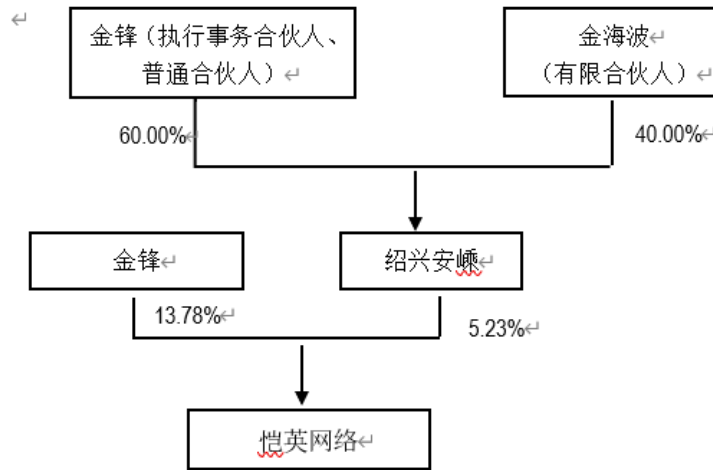 金锋（执行事务合伙人、
普通合伙人）
金海波
（有限合伙人）
60.00%
40.00%
金锋
绍兴安嵊
13.78%
5.23%
恺英网络